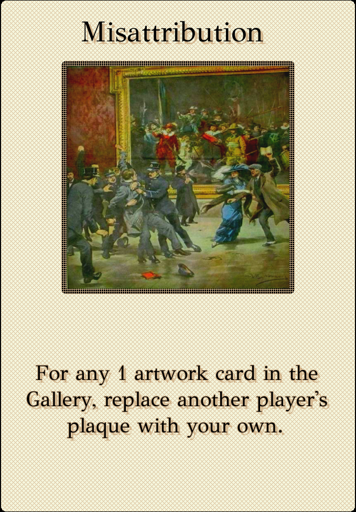 Misattribution
For any 1 artwork card in the
Gallery, replace another player's
plaque with your own.